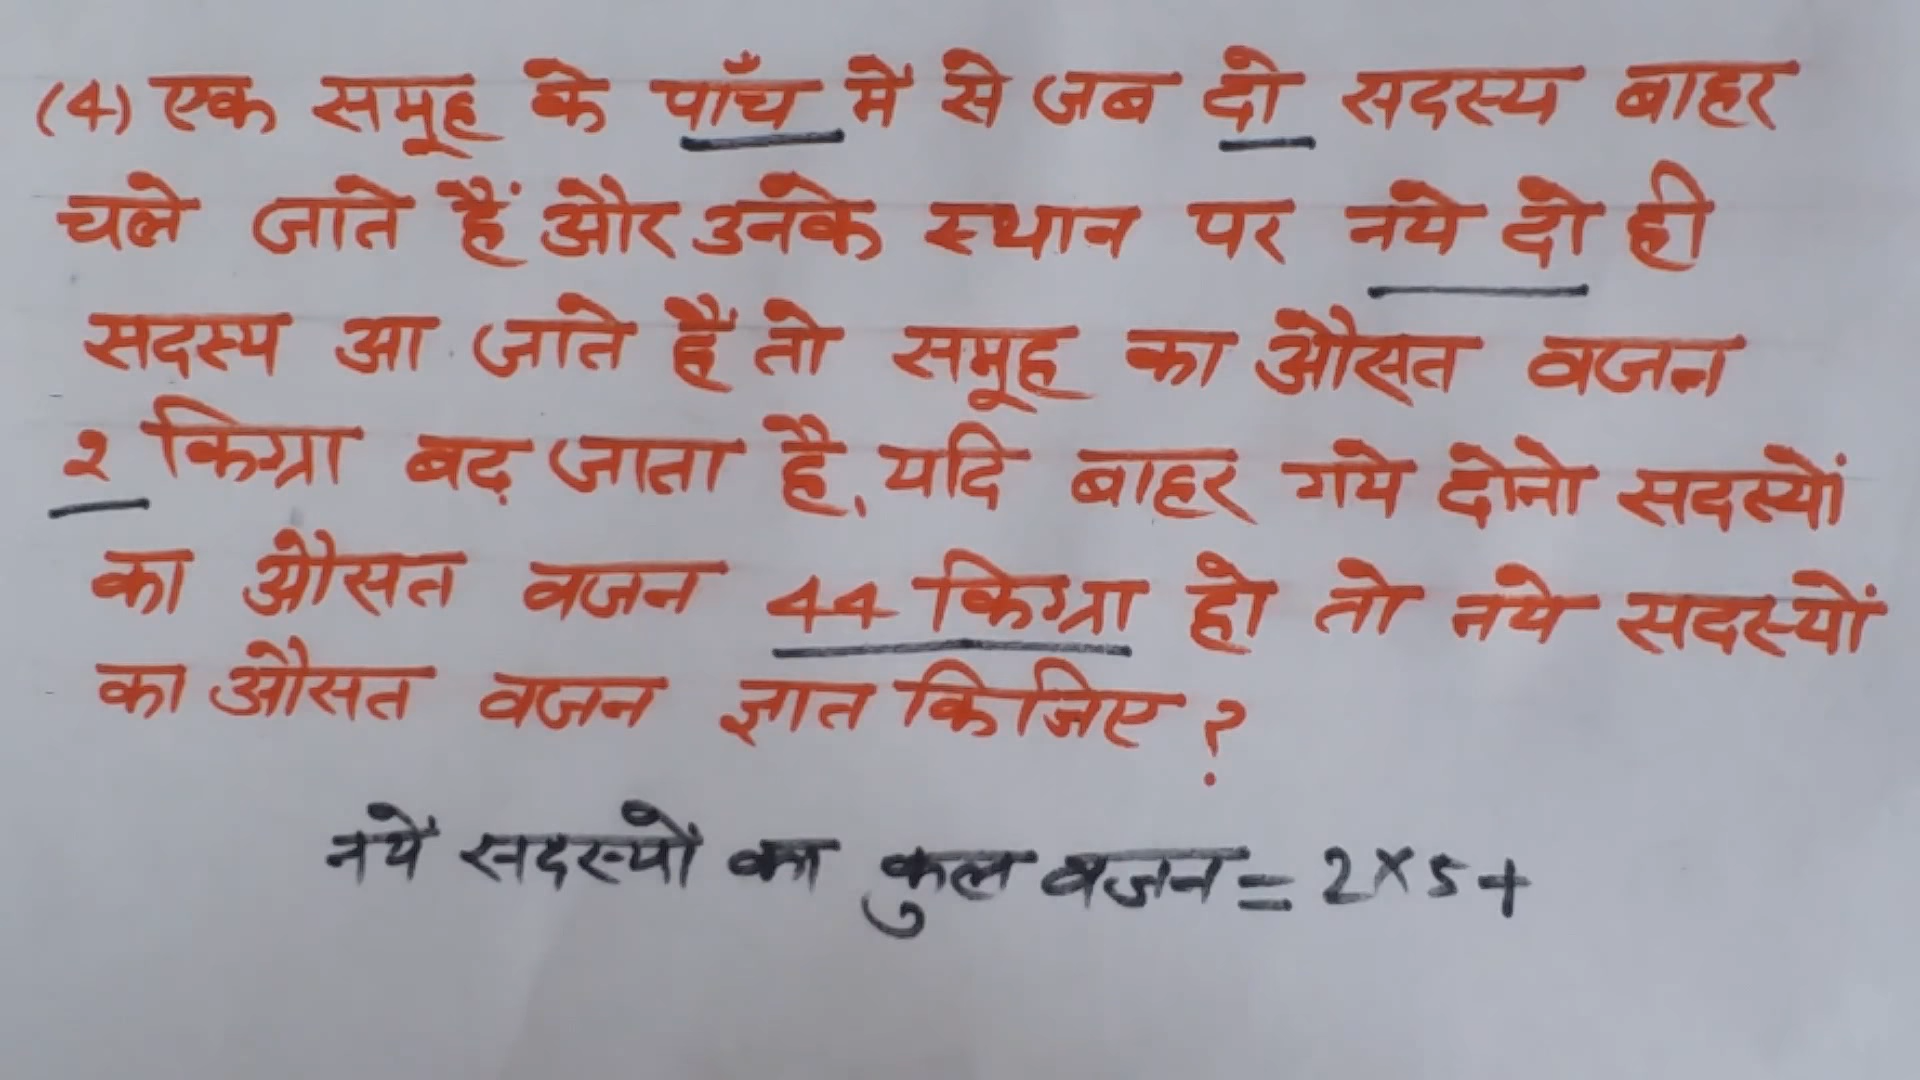 (4) एक समूह के पाँच में से जब दो सदस्य बाहर
चले जाते हैं और उनके स्थान पर नये दो ही
सदस्य आ जाते हैं तो समूह का औसत वजन
२ किग्रा बढ़ जाता है. यदि बाहर गये दोनो सदस्यों
का औसत वजन 44 किग्रा हो तो नये सदस्यों
का औसत वजन ज्ञात किजिए ?
नये सदस्यों का कुल वजन = 2×5+